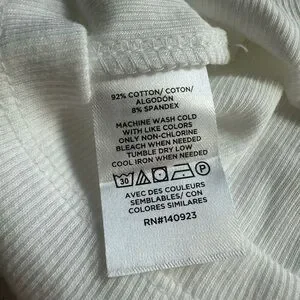 92% COTTON/ COTON/
ALGODÓN
8% SPANDEX
MACHINE WASH COLD
WITH LIKE COLORS
ONLY NON-CHLORINE
BLEACH WHEN NEEDED
TUMBLE DRY LOW
COOL IRON WHEN NEEDED
30 P
AVEC DES COULEURS
SEMBLABLES/ CON
COLORES SIMILARES
RN#140923